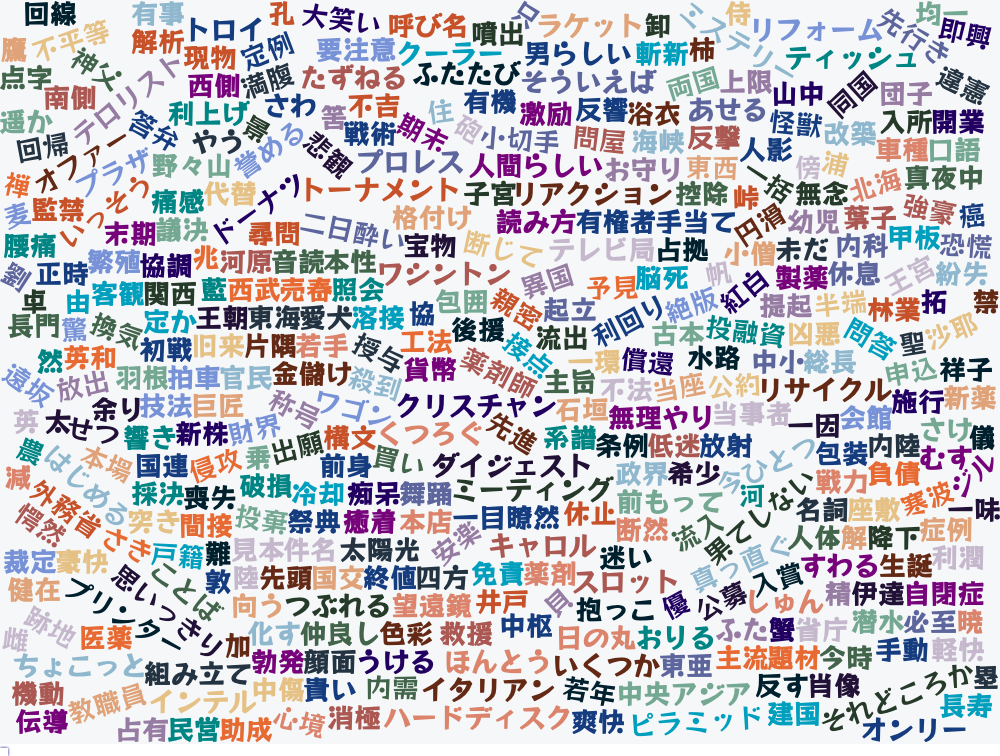 回線 有事 トロイ 孔 大笑い 呼び名 噴出 只 ラケット 卸 ミステリー 侍 リフォーム 先行き 均一 即興
鷹 不平等 解析 現物 定例 要注意 クーラー 男らしい 斬新 柿 ティッシュ
点字 神父 テロリスト 西側 満腹 たずねる ふたたび そういえば 両国 上限 山中 同国 団子 違憲
南側 利上げ さわ 筈 不吉 住 有機 激励 反響 浴衣 あせる 怪獣 改築 入所 開業
遥か 回帰 答弁 やう 景 誉める 悲観 戦術 期末 砲 小切手 問屋 海峡 反撃 人影 傍 浦 車種 口語
オファー プラザ 野々山 プロレス 人間らしい お守り 東西 一括 無念 北海 真夜中
禅 麦 監禁 いっそう 痛感 代替 ドーナツ トーナメント 子宮 リアクション 控除 峠 円滑 幼児 葉子 強豪 癌
末期 議決 尋問 二日酔い 格付け 読み方 有権者 手当て 小僧 未だ 内科 甲板 恐慌
腰痛 劉 正時 繁殖 協調 兆 河原 音読 本性 宝物 断じて テレビ局 占拠 ワシントン 異国 予見 脳死 帆 紅白 製薬 休息 王宮 紛失
卓 由 客観 関西 藍 西武 売春 照会 包囲 親密 起立 利回り 絶版 提起 半端 林業 拓 禁
長門 驚 換気 定か 王朝 東海 愛犬 溶接 協 後援 接点 流出 古本 投融資 凶悪 問答 聖 沙耶
然 英和 初戦 旧来 片隅 若手 授与 工法 薬剤師 一環 償還 水路 中小 総長 申込 祥子
遠坂 放出 羽根 拍車 官民 金儲け 殺到 貨幣 主旨 不法 当座 公約 リサイクル 施行 新薬
英 太せつ 余り 技法 巨匠 称号 ワゴン クリスチャン 石垣 無理やり 当事者 一因 会館 さけ 儀
農 響き 新株 財界 乗 出願 構文 くつろぐ 先進 系譜 条例 低迷 放射 包装 内陸 むす ジル
減 はじめる 本場 国連 侵攻 前身 買い ダイジェスト 政界 希少 今ひとつ 戦力 負債 寒波
外務省 採決 喪失 破損 冷却 痴呆 舞踊 ミーティング 前もって 河 果てしない 名詞 座敷 一味
愕然 さき 突き 間接 投棄 祭典 癒着 本店 一目瞭然 休止 断然 流入 人体 解 降下 症例
裁定 豪快 戸籍 難 見本 件名 太陽光 安楽 キャロル 迷い 真っ直ぐ すわる 生誕 利潤
健在 プリンター 思いっきり ことば 敦 陸 先頭 国交 終値 四方 免責 薬剤 スロット 入賞 精 伊達 自閉症
跡地 向う つぶれる 望遠鏡 井戸 貝 抱っこ 優 公募 しゅん 潜水 必至 暁
雌 医薬 加 化す 仲良し 色彩 救援 中枢 日の丸 おりる ふた 蟹 省庁 手動 軽快
ちょこっと 組み立て 勃発 顔面 うける ほんとう いくつか 東亜 主流 題材 今時 塁
機動 教職員 インテル 中傷 貴い 内需 イタリアン 若年 中央アジア 反す 肖像 それどころか 長寿
伝導 占有 民営 助成 心境 消極 ハードディスク 爽快 ピラミッド 建国 オンリー